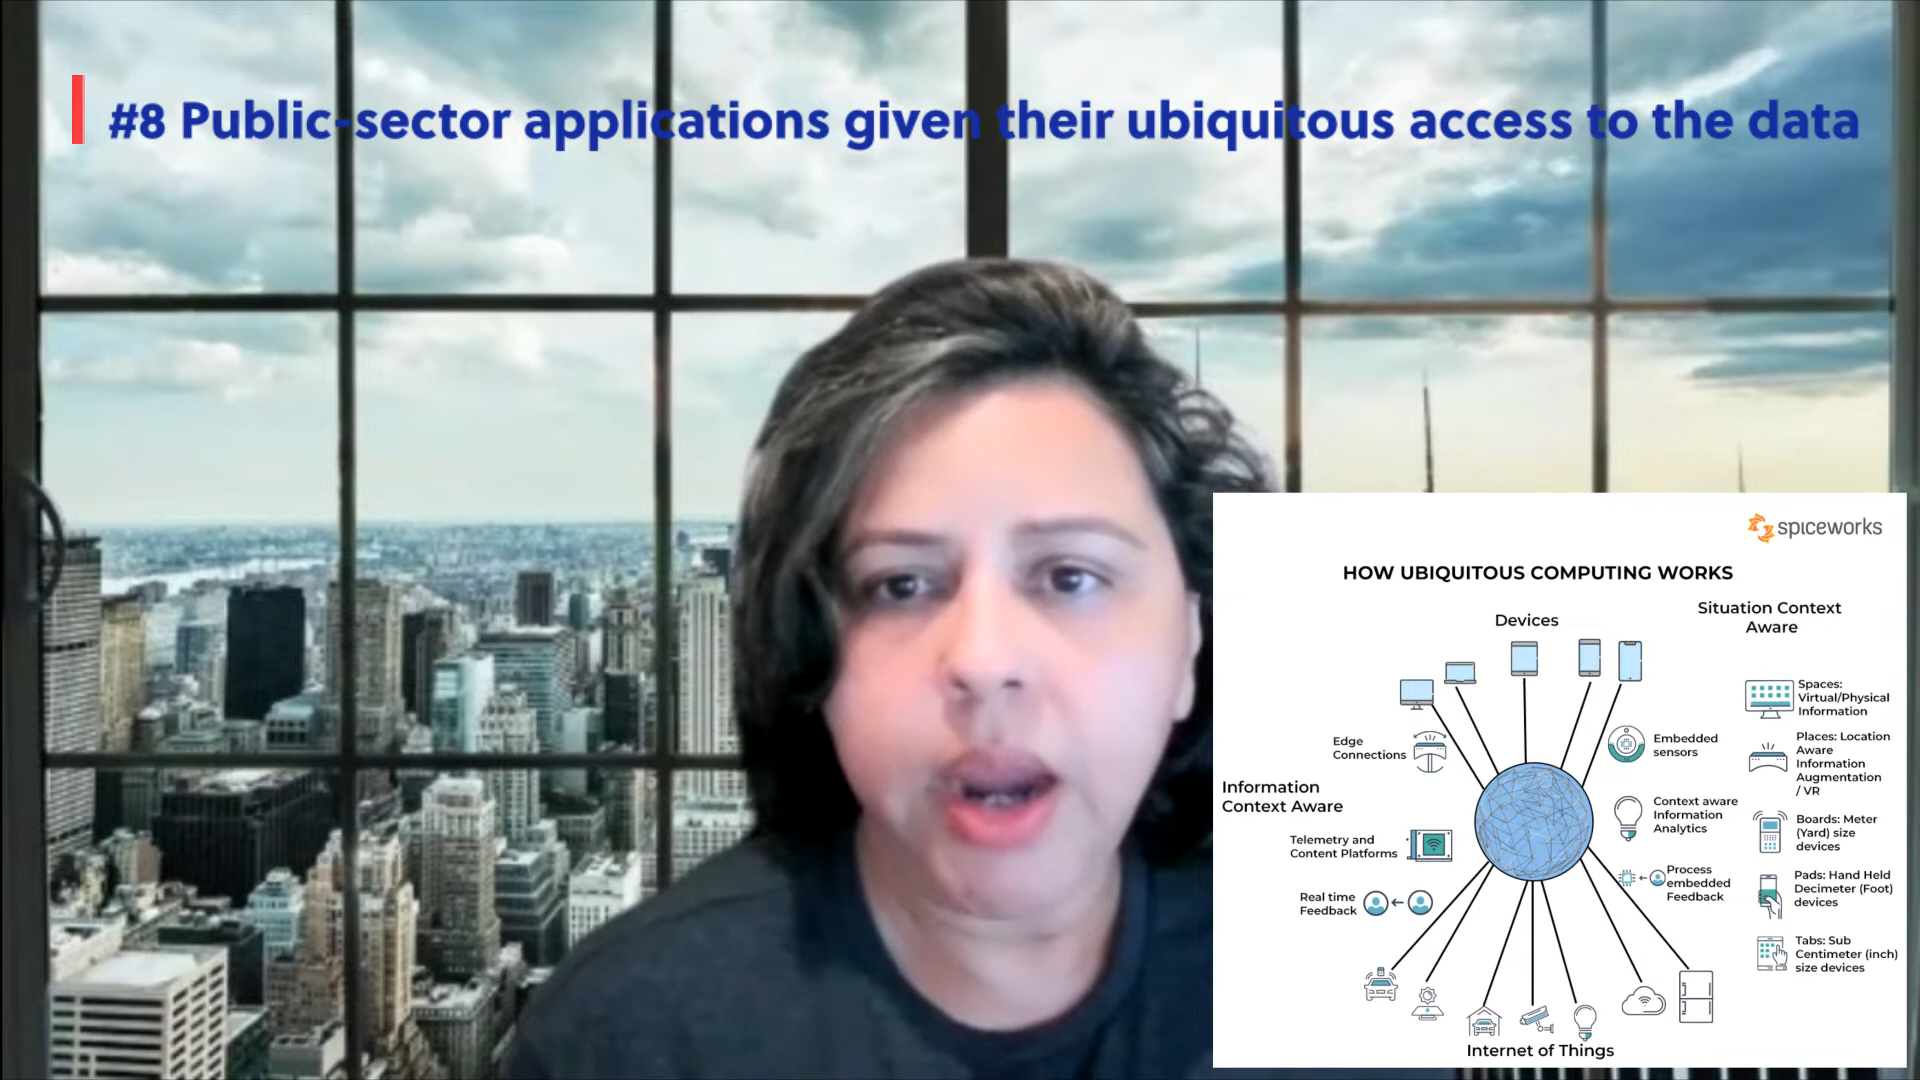 #8 Public-sector applications given their ubiquitous access to the data
spiceworks
HOW UBIQUITOUS COMPUTING WORKS
Situation Context
Aware
Devices
Spaces:
Virtual/Physical
Information
Edge
Connections
Embedded
sensors
Places: Location
Aware
Information
Augmentation
/ VR
Information
Context Aware
Context aware
Information
Analytics
Boards: Meter
(Yard) size
devices
Telemetry and
Content Platforms
Process
embedded
Feedback
Pads: Hand Held
Decimeter (Foot)
devices
Real time
Feedback
Tabs: Sub
Centimeter (inch)
size devices
Internet of Things